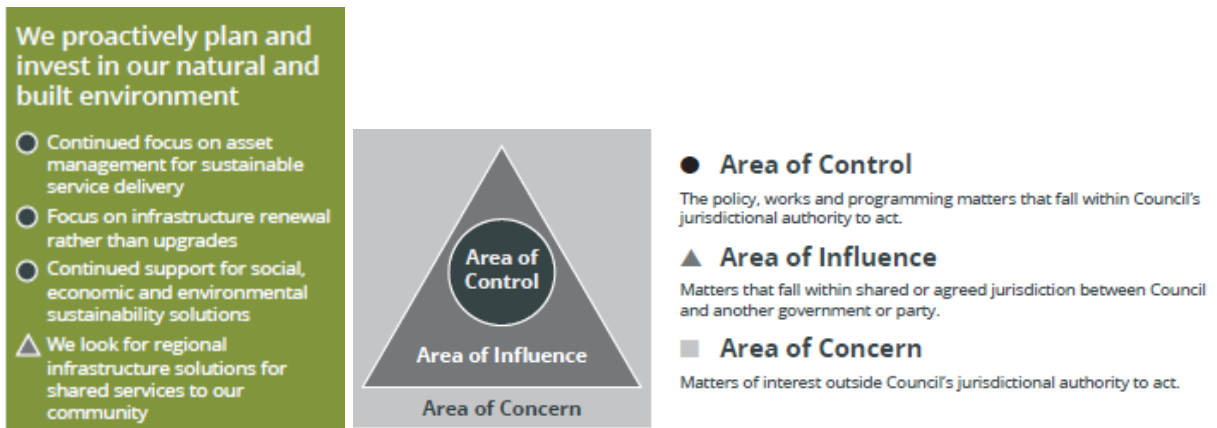 We proactively plan and
invest in our natural and
built environment
Continued focus on asset
management for sustainable
service delivery
Focus on infrastructure renewal
rather than upgrades
Continued support for social,
economic and environmental
sustainability solutions
We look for regional
infrastructure solutions for
shared services to our
community
Area of
Control
Area of Influence
Area of Concern
Area of Control
The policy, works and programming matters that fall within Council's
jurisdictional authority to act.
Area of Influence
Matters that fall within shared or agreed jurisdiction between Council
and another government or party.
Area of Concern
Matters of interest outside Council's jurisdictional authority to act.